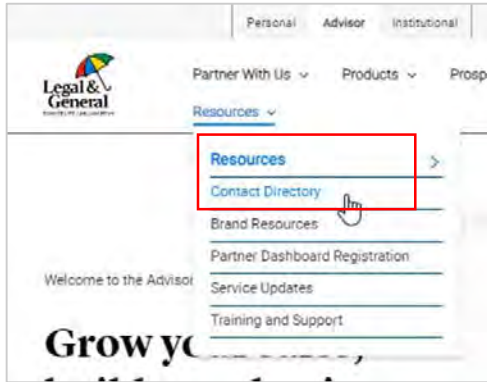 Personal Advisor Institutional
Legal &
General
Partner With Us Products Prosp
Resources
Resources
Contact Directory
Brand Resources
Partner Dashboard Registration
Welcome to the Advisor
Service Updates
Training and Support
Grow yo